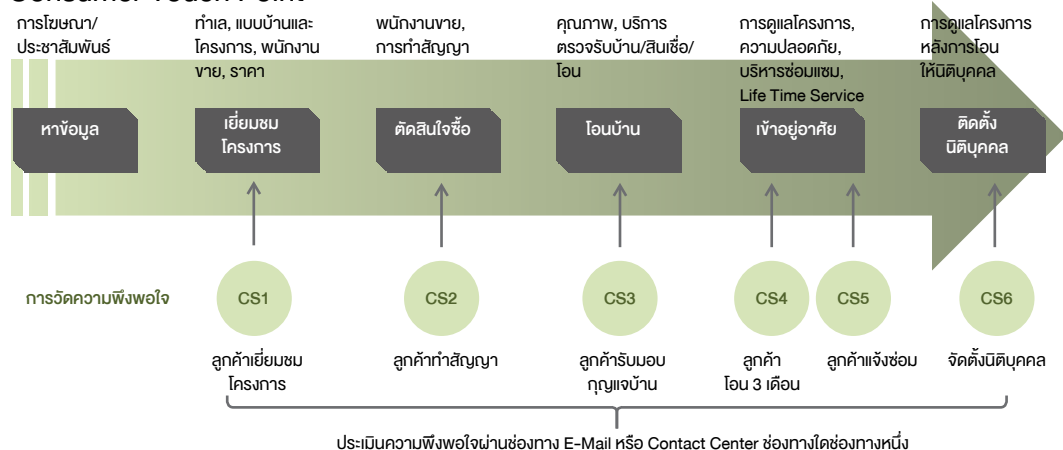 Consumer Touch Point
การโฆษณา/
ประชาสัมพันธ์
ทำเล, แบบบ้านและ
โครงการ, พนักงาน
ขาย, ราคา
พนักงานขาย,
การทำสัญญา
คุณภาพ, บริการ
ตรวจรับบ้าน/สินเชื่อ/
โอน
การดูแลโครงการ,
ความปลอดภัย,
บริหารซ่อมแซม,
Life Time Service
การดูแลโครงการ
หลังการโอน
ให้นิติบุคคล
หาข้อมูล
เยี่ยมชม
โครงการ
ตัดสินใจซื้อ
โอนบ้าน
เข้าอยู่อาศัย
ติดตั้ง
นิติบุคคล
การวัดความพึงพอใจ
CS1
CS2
CS3
CS4
CS5
CS6
ลูกค้าเยี่ยมชม
โครงการ
ลูกค้าทำสัญญา
ลูกค้ารับมอบ
กุญแจบ้าน
ลูกค้า
โอน 3 เดือน
ลูกค้าแจ้งซ่อม
จัดตั้งนิติบุคคล
ประเมินความพึงพอใจผ่านช่องทาง E-Mail หรือ Contact Center ช่องทางใดช่องทางหนึ่ง